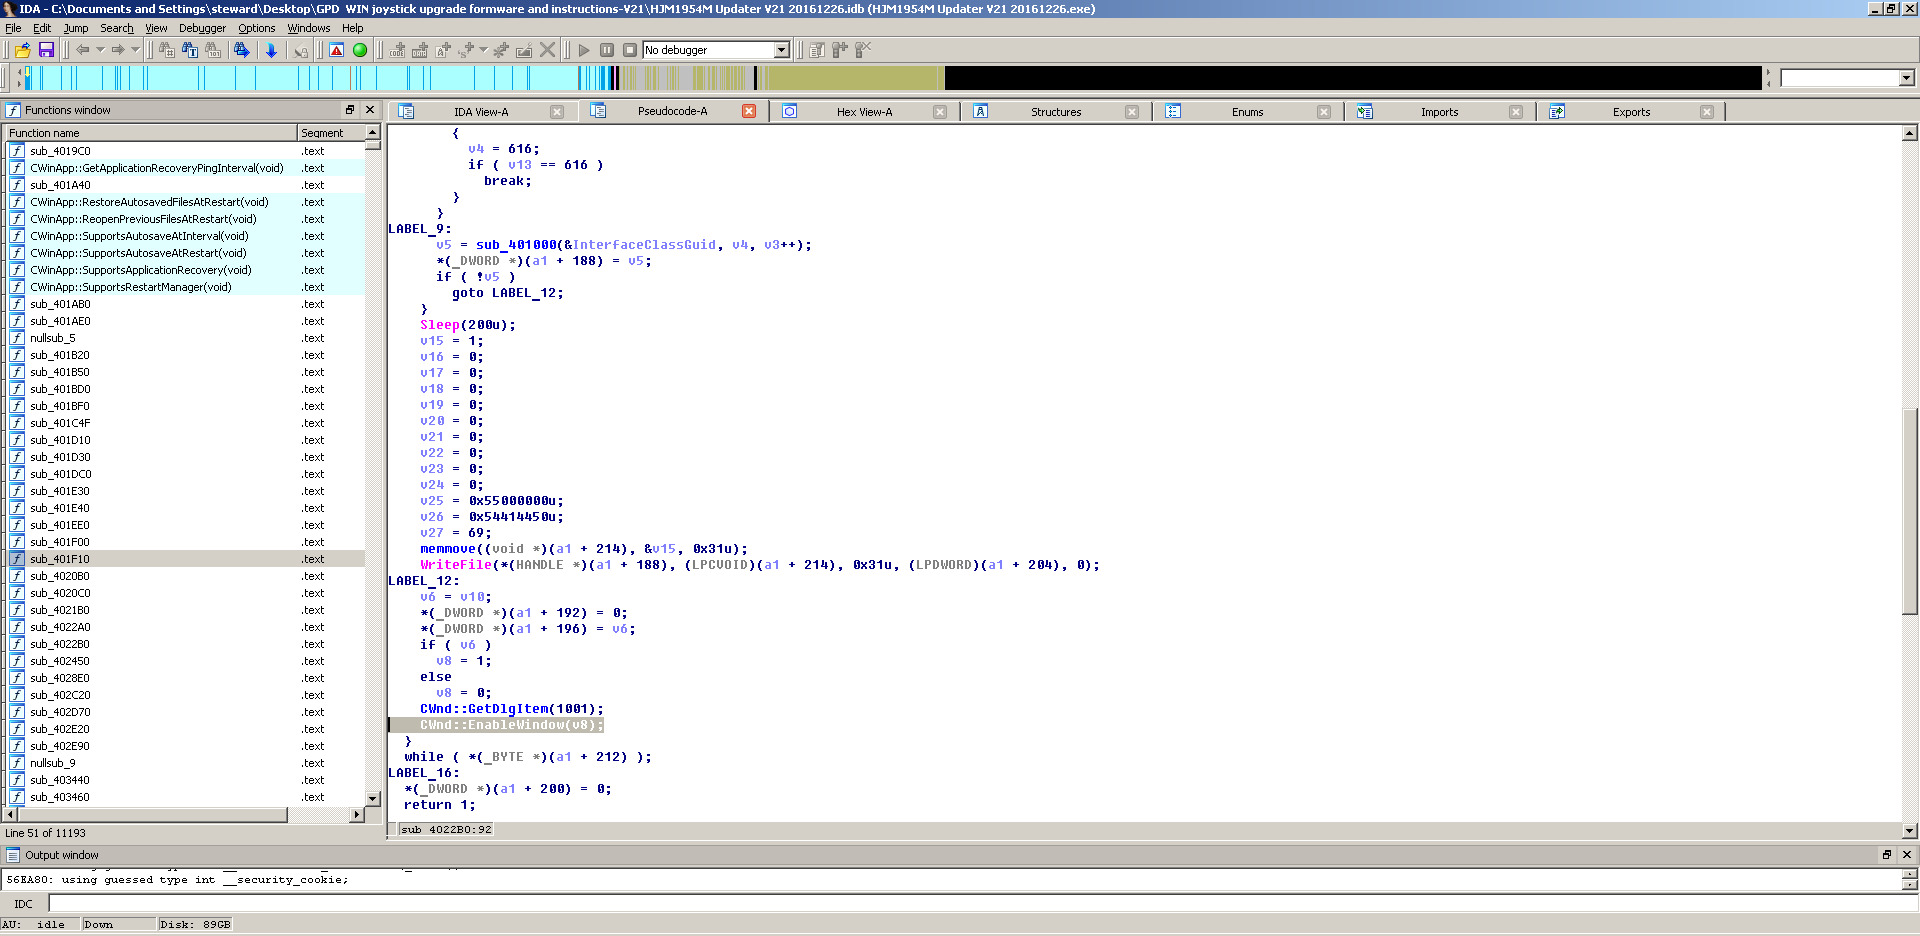 IDA - C:\Documents and Settings\steward\Desktop\GPD WIN joystick upgrade formware and instructions-V21\HJM1954M Updater V21 20161226.idb (HJM1954M Updater V21 20161226.exe)
File Edit Jump Search View Debugger Options Windows Help
No debugger
Functions window
IDA View-A Pseudocode-A Hex View-A Structures Enums Imports Exports
Function name Segment
sub_4019C0 .text
CWinApp::GetApplicationRecoveryPingInterval(void) .text
sub_401A40 .text
CWinApp::RestoreAutosavedFilesAtRestart(void) .text
CWinApp::ReopenPreviousFilesAtRestart(void) .text
CWinApp::SupportsAutosaveAtInterval(void) .text
CWinApp::SupportsAutosaveAtRestart(void) .text
CWinApp::SupportsApplicationRecovery(void) .text
CWinApp::SupportsRestartManager(void) .text
sub_401AB0 .text
sub_401AE0 .text
nullsub_5 .text
sub_401B20 .text
sub_401B50 .text
sub_401BD0 .text
sub_401BF0 .text
sub_401C4F .text
sub_401D10 .text
sub_401D30 .text
sub_401DC0 .text
sub_401E30 .text
sub_401E40 .text
sub_401EE0 .text
sub_401F00 .text
sub_401F10 .text
sub_4020B0 .text
sub_4020C0 .text
sub_4021B0 .text
sub_4022A0 .text
sub_4022B0 .text
sub_402450 .text
sub_4028E0 .text
sub_402C20 .text
sub_402D70 .text
sub_402E20 .text
sub_402E90 .text
nullsub_9 .text
sub_403440 .text
sub_403460 .text
Line 51 of 11193
{
v4 = 616;
if ( v13 == 616 )
break;
}
}
LABEL_9:
v5 = sub_401000(&InterfaceClassGuid, v4, v3++);
*(_DWORD *)(a1 + 188) = v5;
if ( !v5 )
goto LABEL_12;
}
Sleep(200u);
v15 = 1;
v16 = 0;
v17 = 0;
v18 = 0;
v19 = 0;
v20 = 0;
v21 = 0;
v22 = 0;
v23 = 0;
v24 = 0;
v25 = 0x55000000u;
v26 = 0x54414450u;
v27 = 69;
memmove((void *)(a1 + 214), &v15, 0x31u);
WriteFile(*(HANDLE *)(a1 + 188), (LPCVOID)(a1 + 214), 0x31u, (LPDWORD)(a1 + 204), 0);
LABEL_12:
v6 = v10;
*(_DWORD *)(a1 + 192) = 0;
*(_DWORD *)(a1 + 196) = v6;
if ( v6 )
v8 = 1;
else
v8 = 0;
CWnd::GetDlgItem(1001);
CWnd::EnableWindow(v8);
}
while ( *(_BYTE *)(a1 + 212) );
LABEL_16:
*(_DWORD *)(a1 + 200) = 0;
return 1;
sub_4022B0:92
Output window
56EA80: using guessed type int __security_cookie;
IDC
AU: idle Down Disk: 89GB